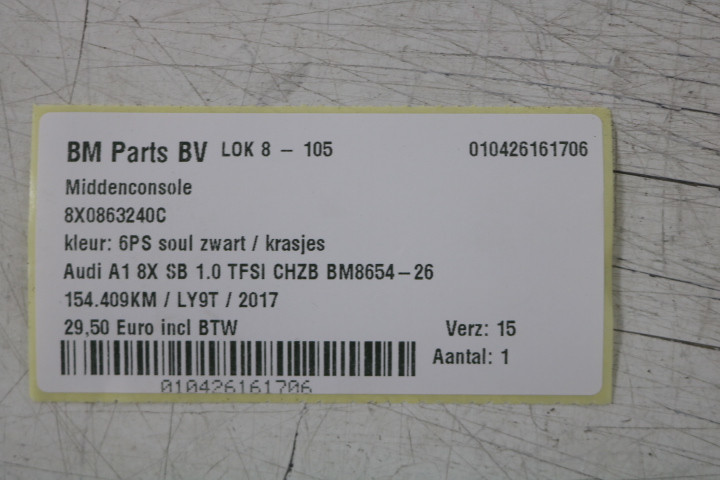 BM Parts BV LOK 8 - 105 010426161706
Middenconsole
8X0863240C
kleur: 6PS soul zwart / krasjes
Audi A1 8X SB 1.0 TFSI CHZB BM8654-26
154.409KM / LY9T / 2017
29,50 Euro incl BTW Verz: 15
Aantal: 1
010426161706